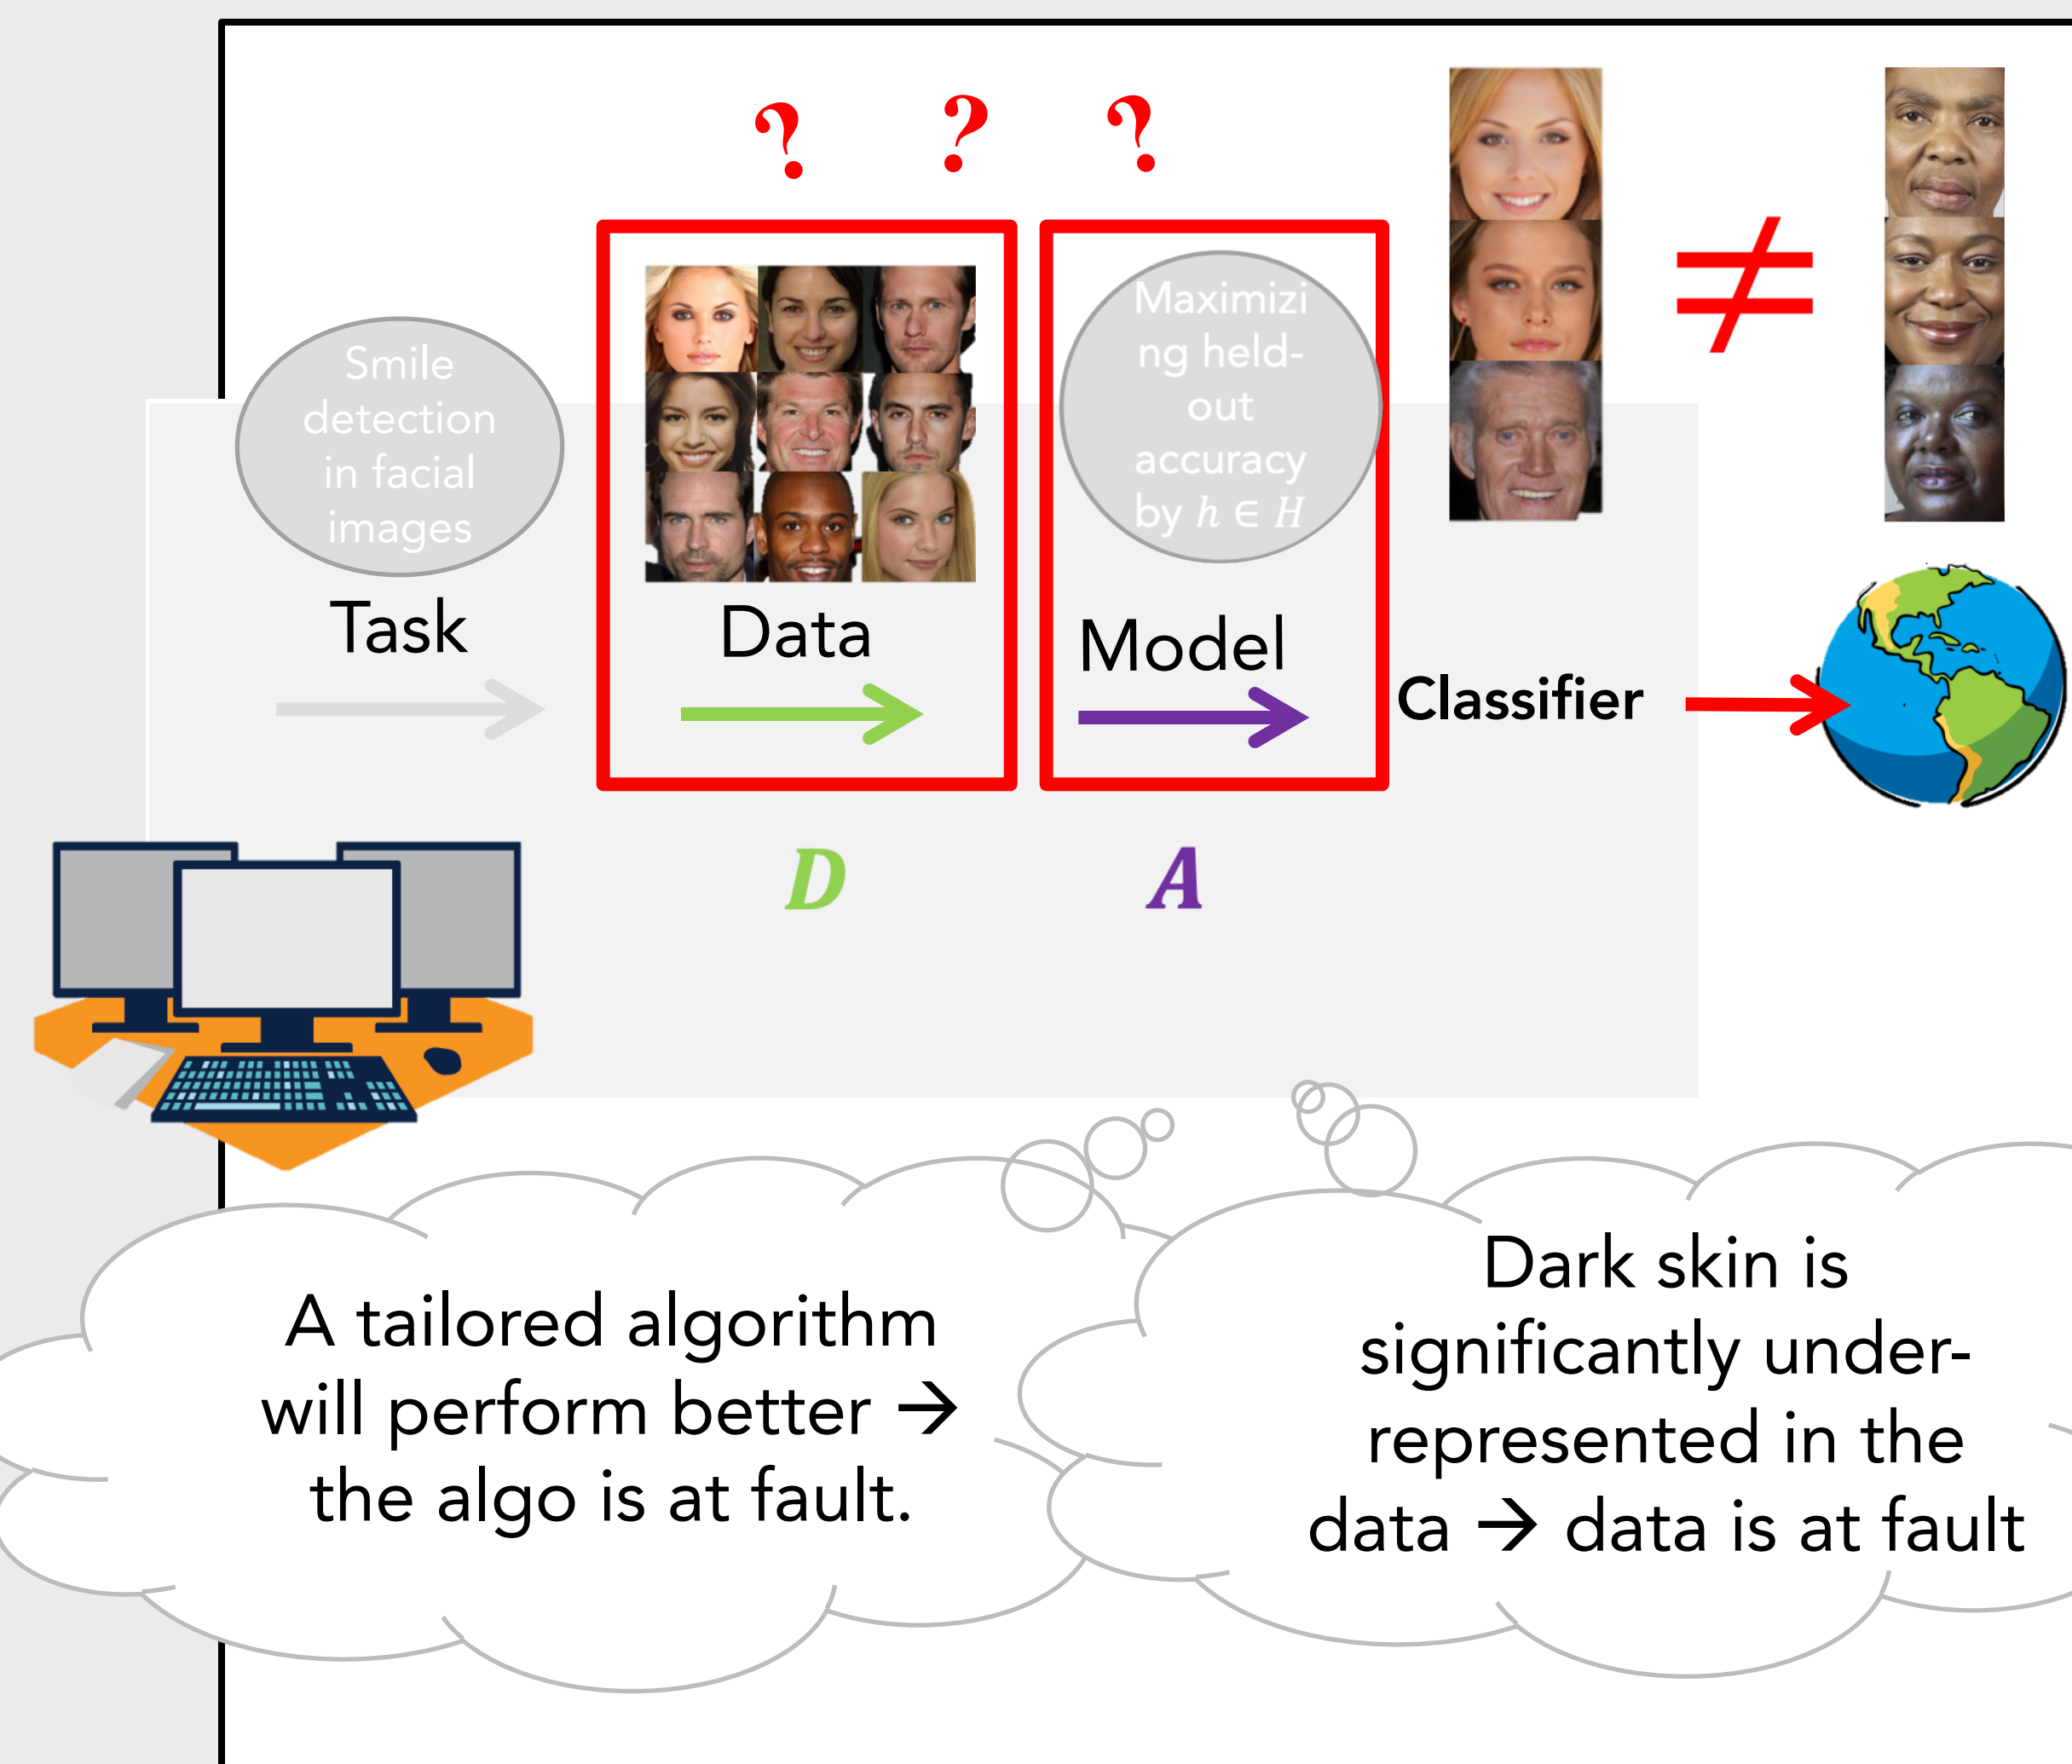 ? ? ?
Smile
detection
in facial
images
Maximizi
ng held-
out
accuracy
by h ∈ H
≠
Task
Data
Model
Classifier
D
A
A tailored algorithm
will perform better →
the algo is at fault.
Dark skin is
significantly under-
represented in the
data → data is at fault